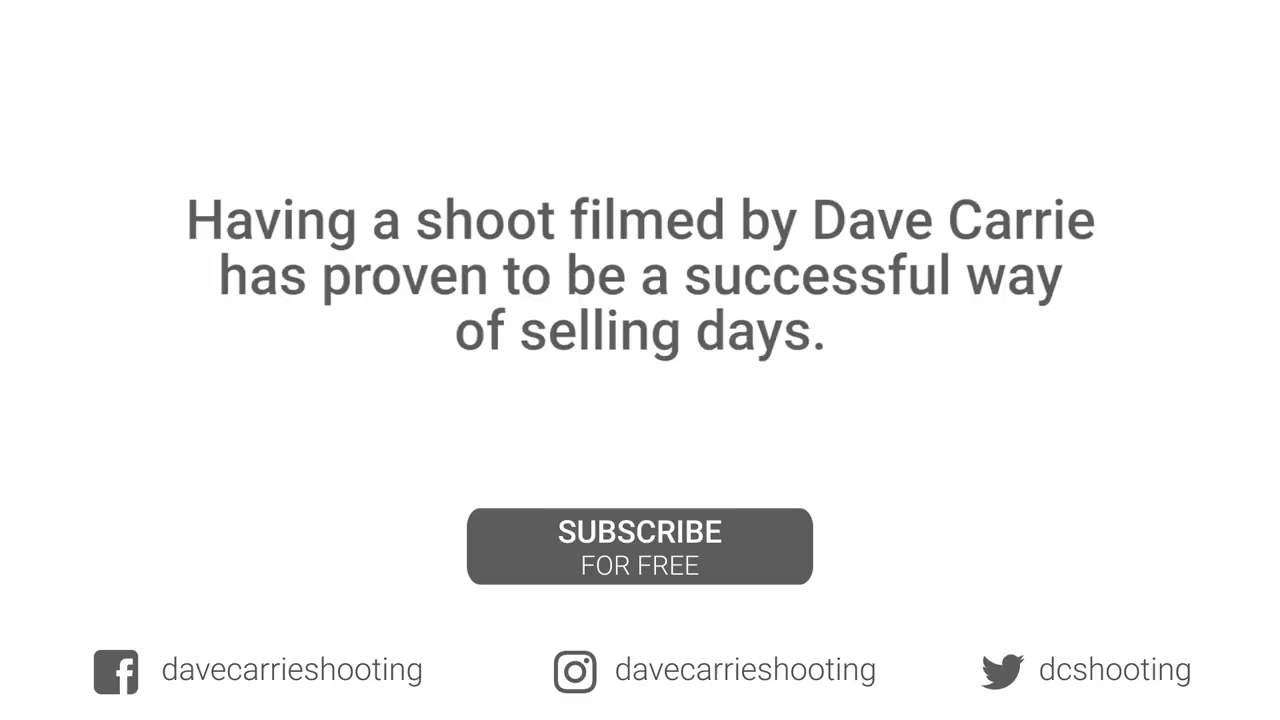 Having a shoot filmed by Dave Carrie
has proven to be a successful way
of selling days.
SUBSCRIBE
FOR FREE
davecarrieshooting
davecarrieshooting
dcshooting